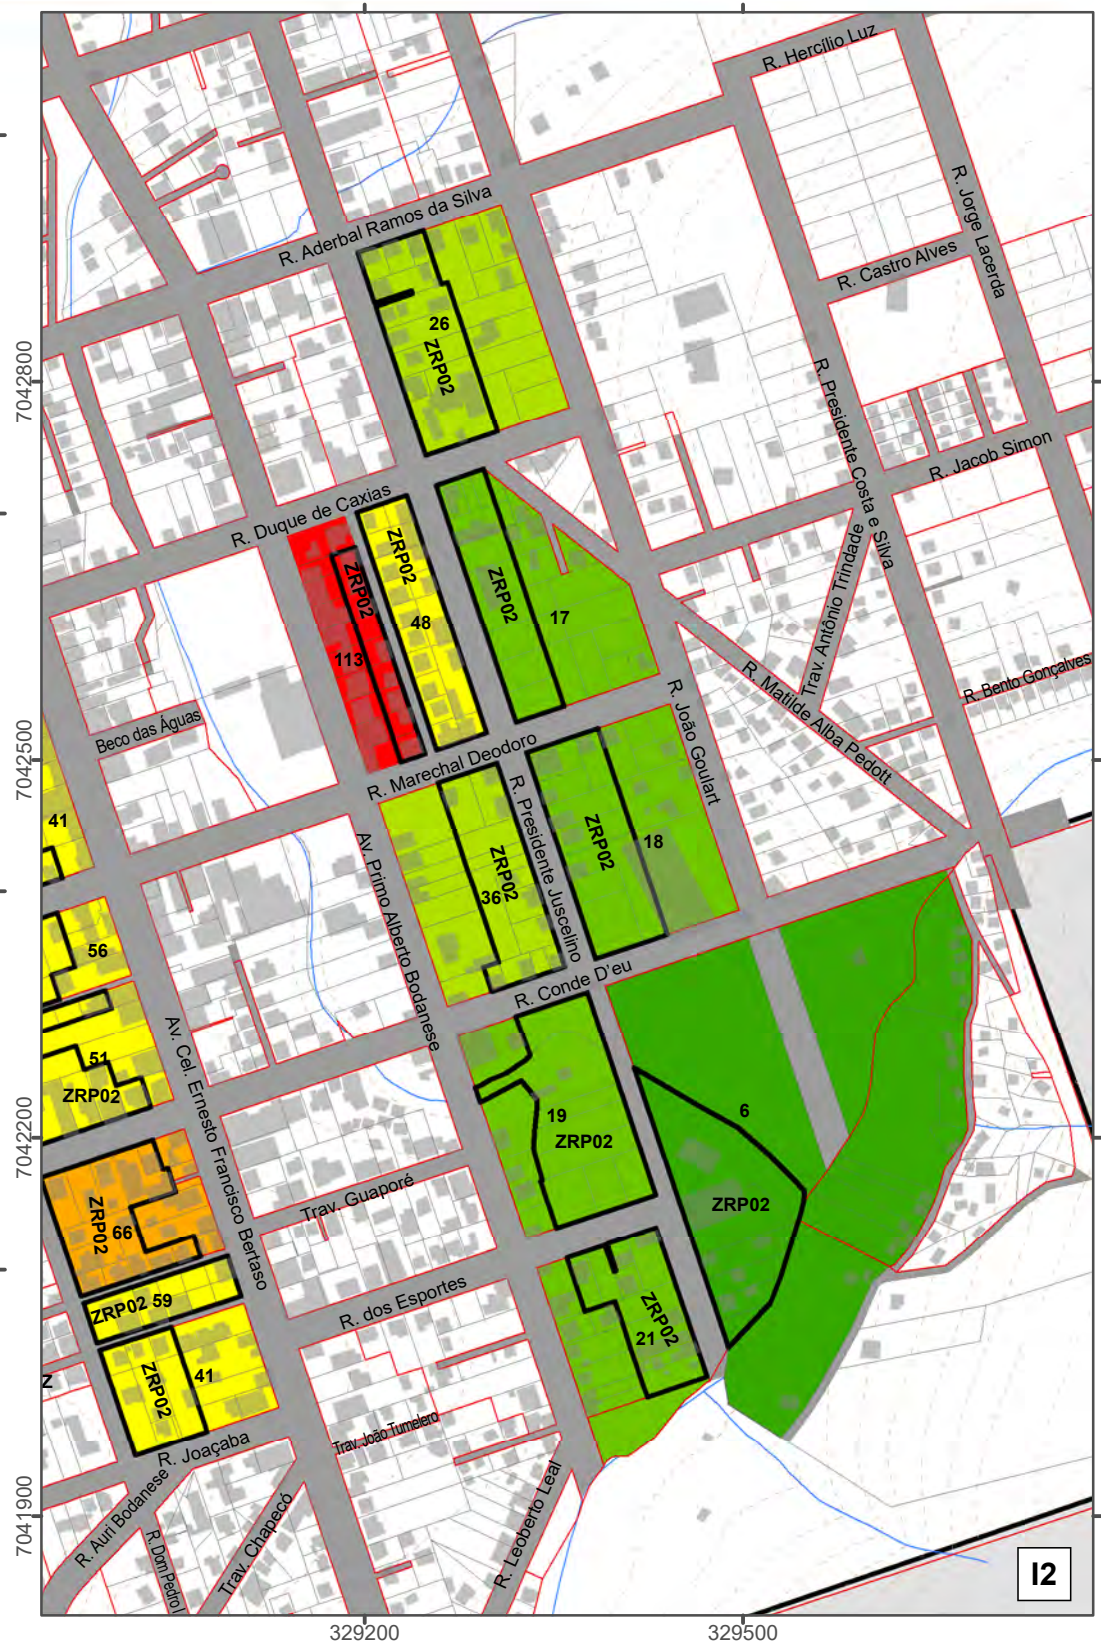 R. Hercílio Luz
R. Jorge Lacerda
R. Aderbal Ramos da Silva
R. Castro Alves
26
ZRP02
7042800
R. Presidente Costa e Silva
R. Jacob Simon
R. Duque de Caxias
ZRP02
ZRP02
ZRP02
48
17
113
Trav. Antônio Trindade
R. Matilde Alba Pedott
R. Bento Gonçalves
R. João Goulart
Beco das Águas
7042500
R. Marechal Deodoro
R. Presidente Juscelino
41
ZRP02
18
ZRP02
36
Av. Primo Alberto Bodanese
56
R. Conde D'eu
Av. Cel. Ernesto Francisco Bertaso
51
ZRP02
19
ZRP02
6
7042200
ZRP02
Trav. Guaporé
ZRP02
66
ZRP02 59
R. dos Esportes
ZRP02
21
Z
ZRP02
41
Trav. João Tumelero
R. Joaçaba
R. Auri Bodanese
R. Dom Pedro I
Trav. Chapecó
R. Leoberto Leal
7041900
I2
329200
329500